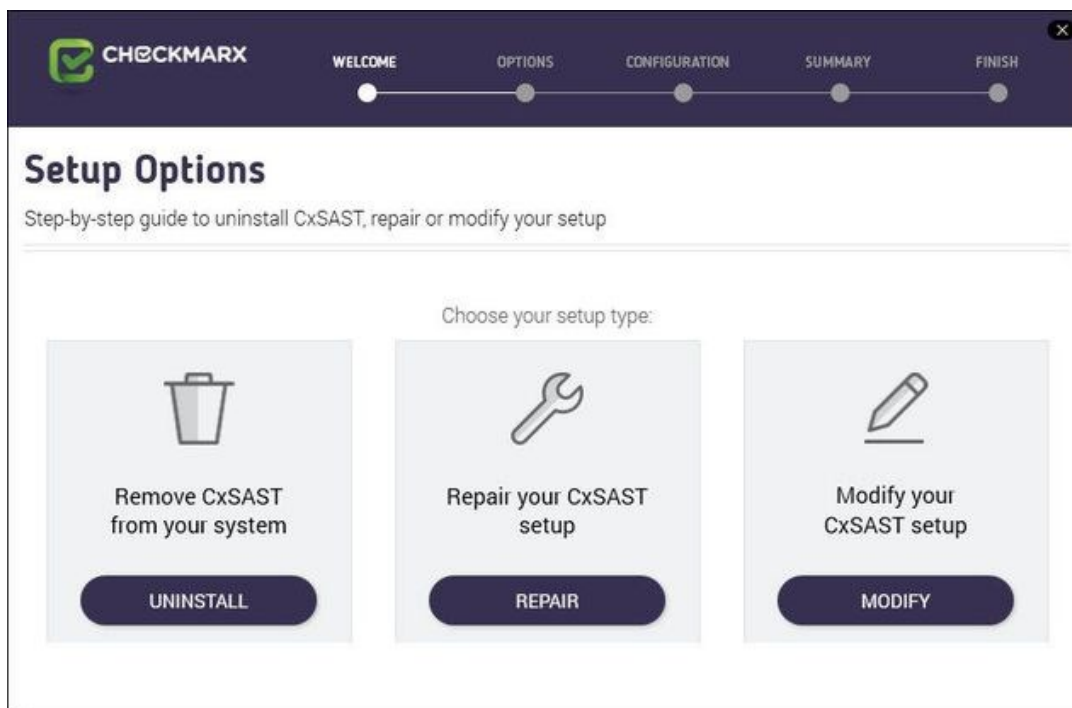 CHECKMARX
WELCOME
OPTIONS
CONFIGURATION
SUMMARY
FINISH
Setup Options
Step-by-step guide to uninstall CxSAST, repair or modify your setup
Choose your setup type:
Remove CxSAST
from your system
UNINSTALL
Repair your CxSAST
setup
REPAIR
Modify your
CxSAST setup
MODIFY